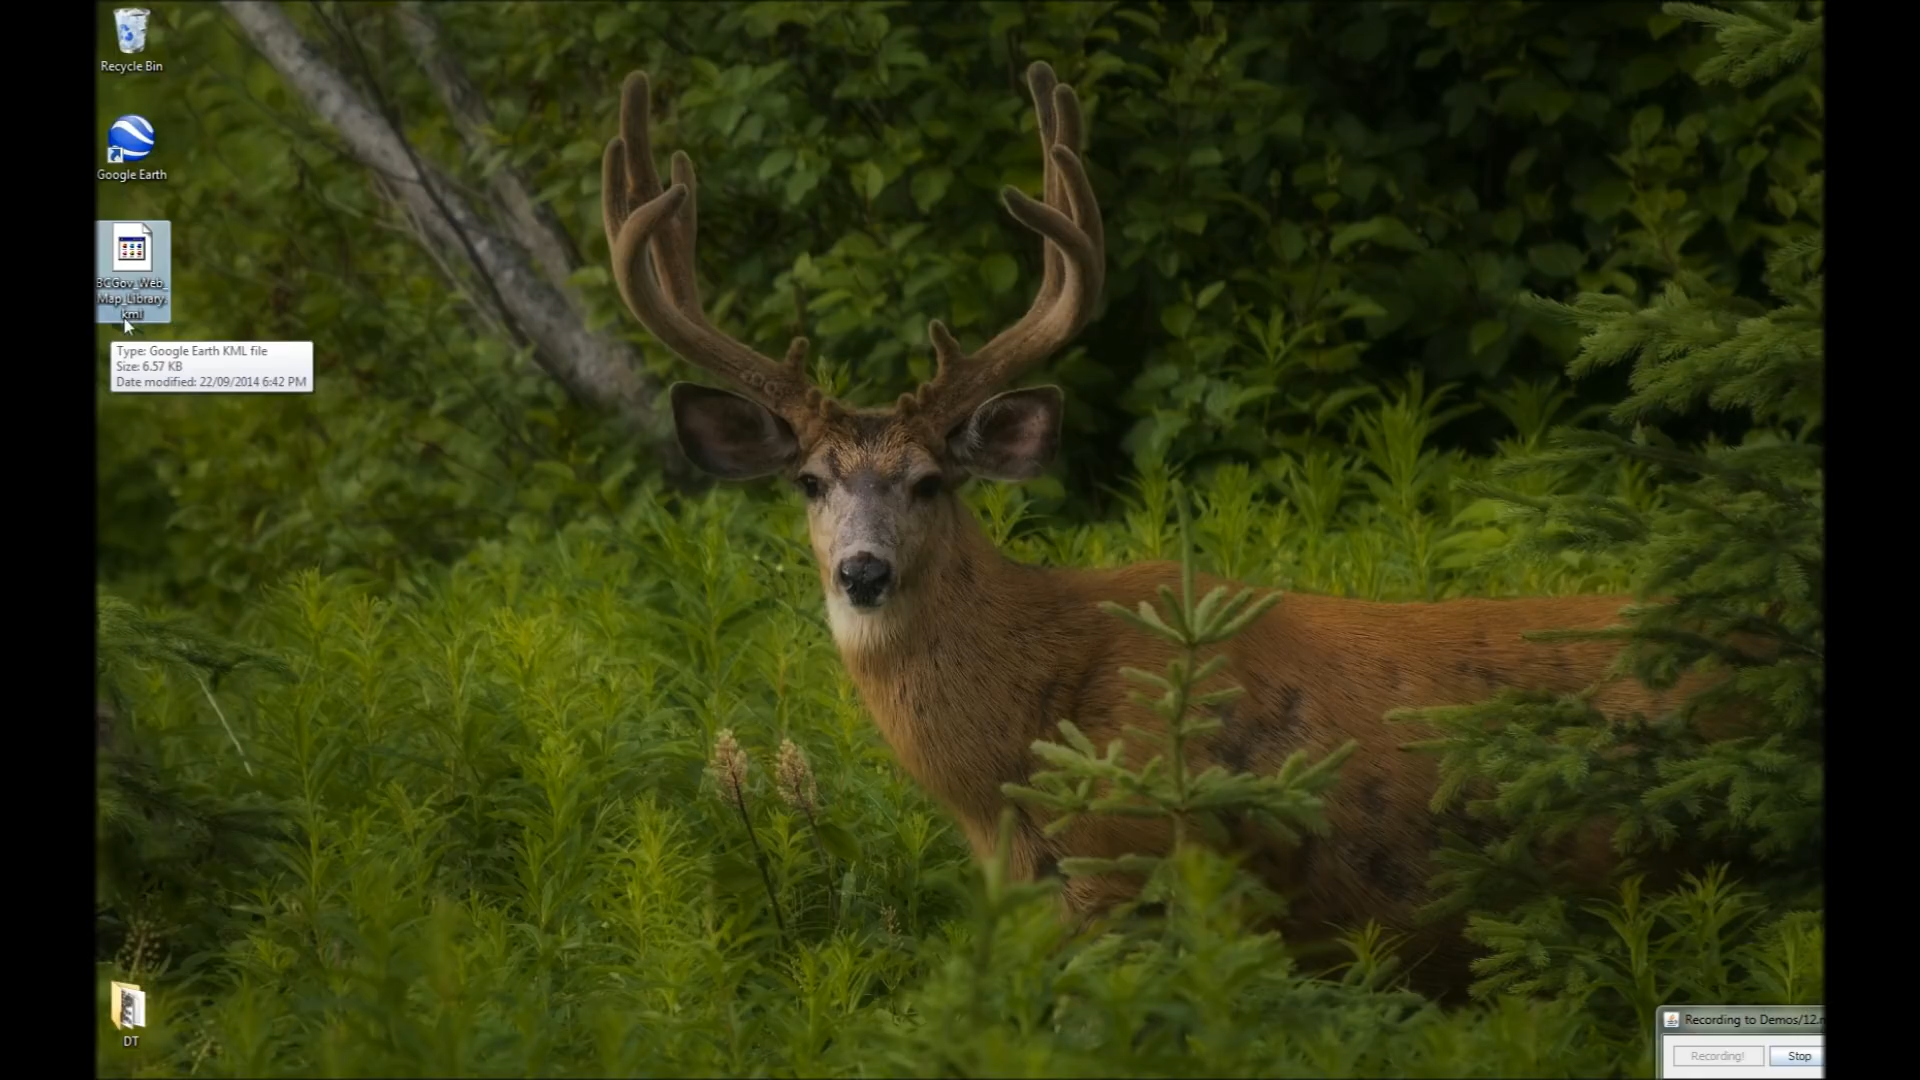 Recycle Bin
Google Earth
BCGov_Web_
Map_Library.
kml
Type: Google Earth KML file
Size: 6.57 KB
Date modified: 22/09/2014 6:42 PM
DT
Recording to Demos/12.
Recording!
Stop